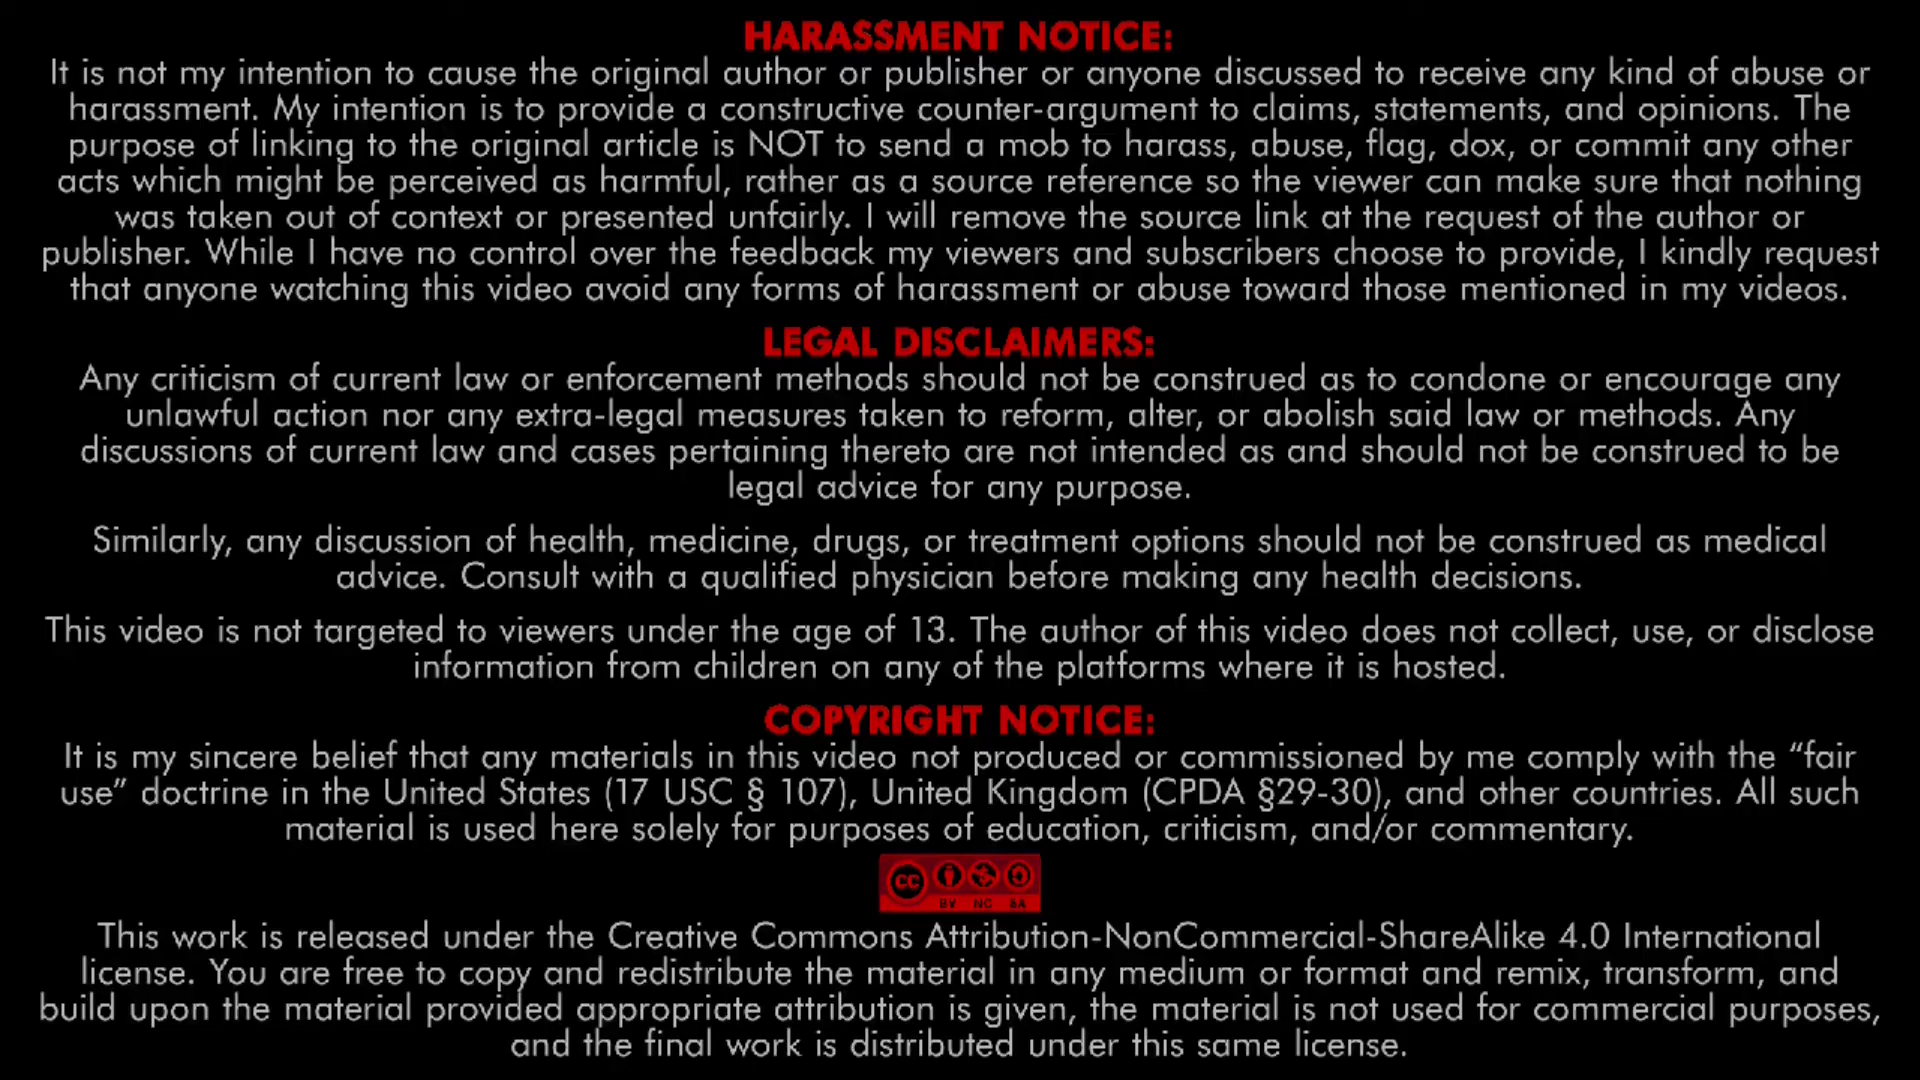 HARASSMENT NOTICE:
It is not my intention to cause the original author or publisher or anyone discussed to receive any kind of abuse or
harassment. My intention is to provide a constructive counter-argument to claims, statements, and opinions. The
purpose of linking to the original article is NOT to send a mob to harass, abuse, flag, dox, or commit any other
acts which might be perceived as harmful, rather as a source reference so the viewer can make sure that nothing
was taken out of context or presented unfairly. I will remove the source link at the request of the author or
publisher. While I have no control over the feedback my viewers and subscribers choose to provide, I kindly request
that anyone watching this video avoid any forms of harassment or abuse toward those mentioned in my videos.
LEGAL DISCLAIMERS:
Any criticism of current law or enforcement methods should not be construed as to condone or encourage any
unlawful action nor any extra-legal measures taken to reform, alter, or abolish said law or methods. Any
discussions of current law and cases pertaining thereto are not intended as and should not be construed to be
legal advice for any purpose.
Similarly, any discussion of health, medicine, drugs, or treatment options should not be construed as medical
advice. Consult with a qualified physician before making any health decisions.
This video is not targeted to viewers under the age of 13. The author of this video does not collect, use, or disclose
information from children on any of the platforms where it is hosted.
COPYRIGHT NOTICE:
It is my sincere belief that any materials in this video not produced or commissioned by me comply with the “fair
use” doctrine in the United States (17 USC § 107), United Kingdom (CPDA §29-30), and other countries. All such
material is used here solely for purposes of education, criticism, and/or commentary.
CC
BY NC SA
This work is released under the Creative Commons Attribution-NonCommercial-ShareAlike 4.0 International
license. You are free to copy and redistribute the material in any medium or format and remix, transform, and
build upon the material provided appropriate attribution is given, the material is not used for commercial purposes,
and the final work is distributed under this same license.